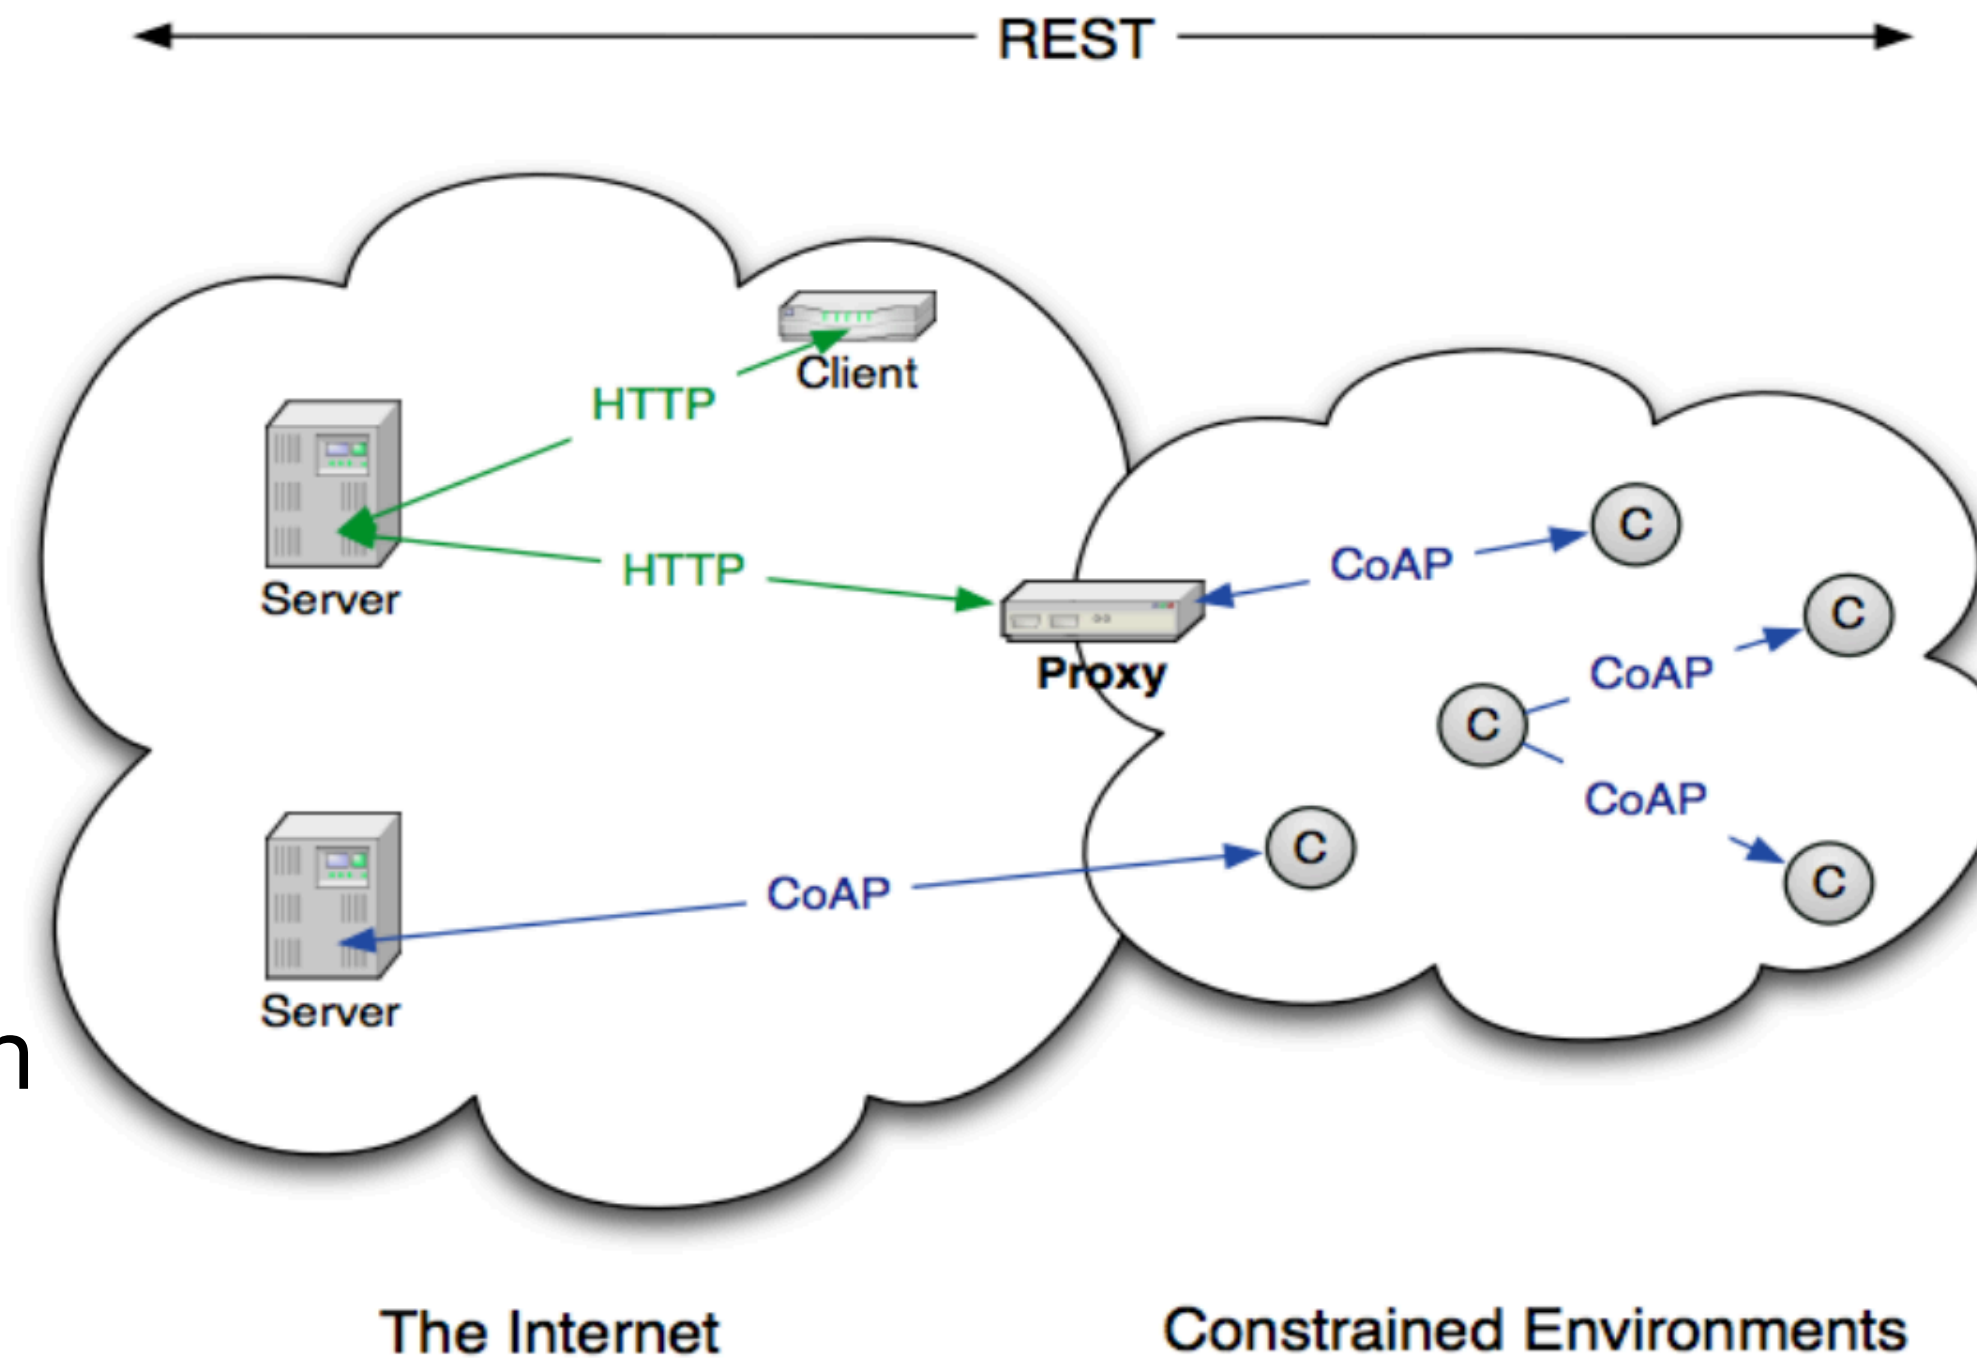 REST
Client
HTTP
Server
HTTP
Proxy
CoAP
C
C
CoAP
C
CoAP
C
C
CoAP
Server
n
The Internet
Constrained Environments